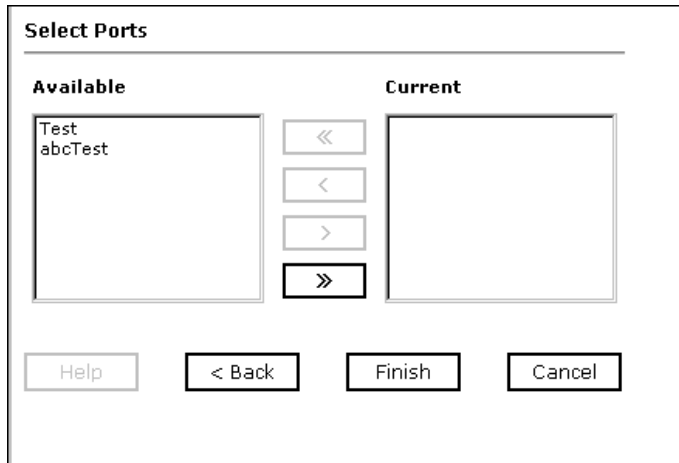 Select Ports
Available Current
Test
abcTest
«
<
>
»
Help < Back Finish Cancel